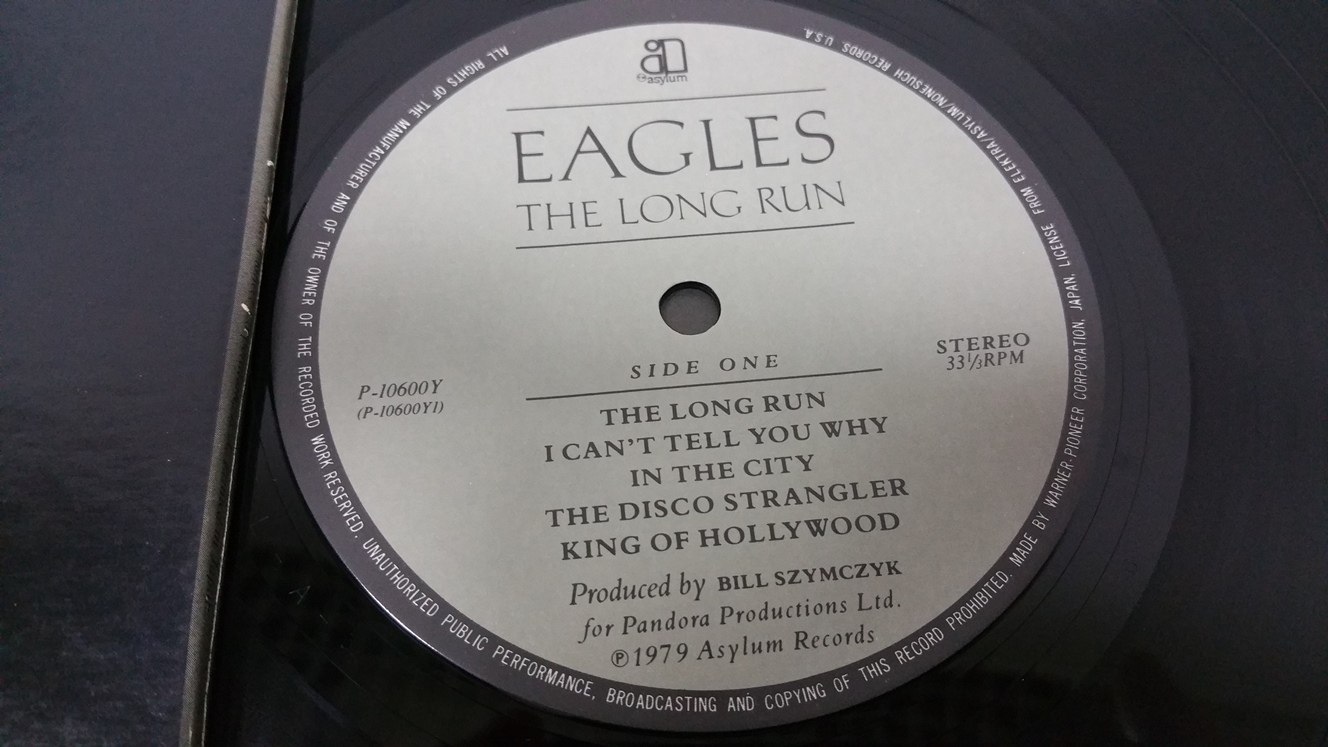 asylum
EAGLES
THE LONG RUN
SIDE ONE
STEREO
33⅓RPM
P-10600Y
(P-10600Y1)
THE LONG RUN
I CAN'T TELL YOU WHY
IN THE CITY
THE DISCO STRANGLER
KING OF HOLLYWOOD
Produced by BILL SZYMCZYK
for Pandora Productions Ltd.
℗1979 Asylum Records
ALL RIGHTS OF THE MANUFACTURER AND OF THE OWNER OF THE RECORDED WORK RESERVED. UNAUTHORIZED PUBLIC PERFORMANCE, BROADCASTING AND COPYING OF THIS RECORD PROHIBITED. MADE BY WARNER-PIONEER CORPORATION, JAPAN. LICENSE FROM ELEKTRA/ASYLUM/NONESUCH RECORDS, U.S.A.